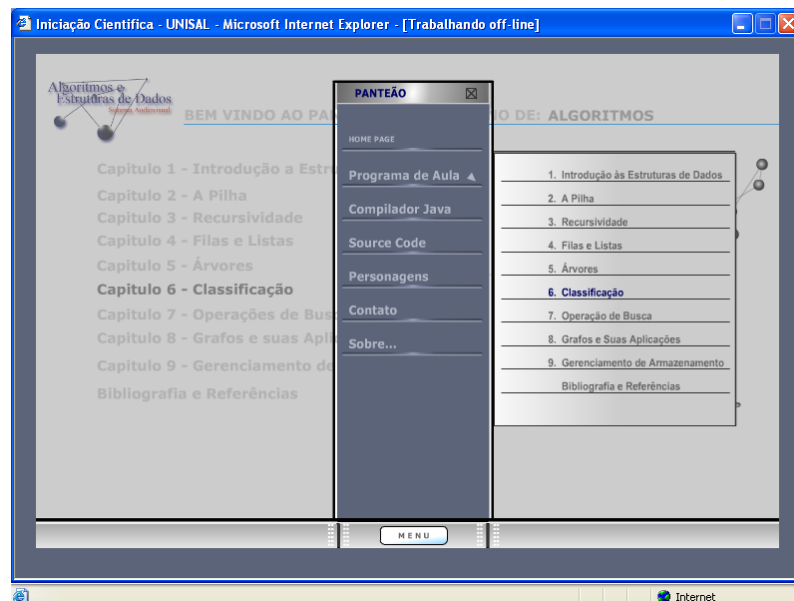 Iniciação Cientifica - UNISAL - Microsoft Internet Explorer - [Trabalhando off-line]
Algoritmos e
Estruturas de Dados
Sistema Audiovisual
BEM VINDO AO PA
O DE: ALGORITMOS
Capitulo 1 - Introdução a Estru
Capitulo 2 - A Pilha
Capitulo 3 - Recursividade
Capitulo 4 - Filas e Listas
Capitulo 5 - Árvores
Capitulo 6 - Classificação
Capitulo 7 - Operações de Bus
Capitulo 8 - Grafos e suas Apli
Capitulo 9 - Gerenciamento de
Bibliografia e Referências
PANTEÃO
HOME PAGE
Programa de Aula
Compilador Java
Source Code
Personagens
Contato
Sobre...
1. Introdução às Estruturas de Dados
2. A Pilha
3. Recursividade
4. Filas e Listas
5. Árvores
6. Classificação
7. Operação de Busca
8. Grafos e Suas Aplicações
9. Gerenciamento de Armazenamento
Bibliografia e Referências
MENU
Internet